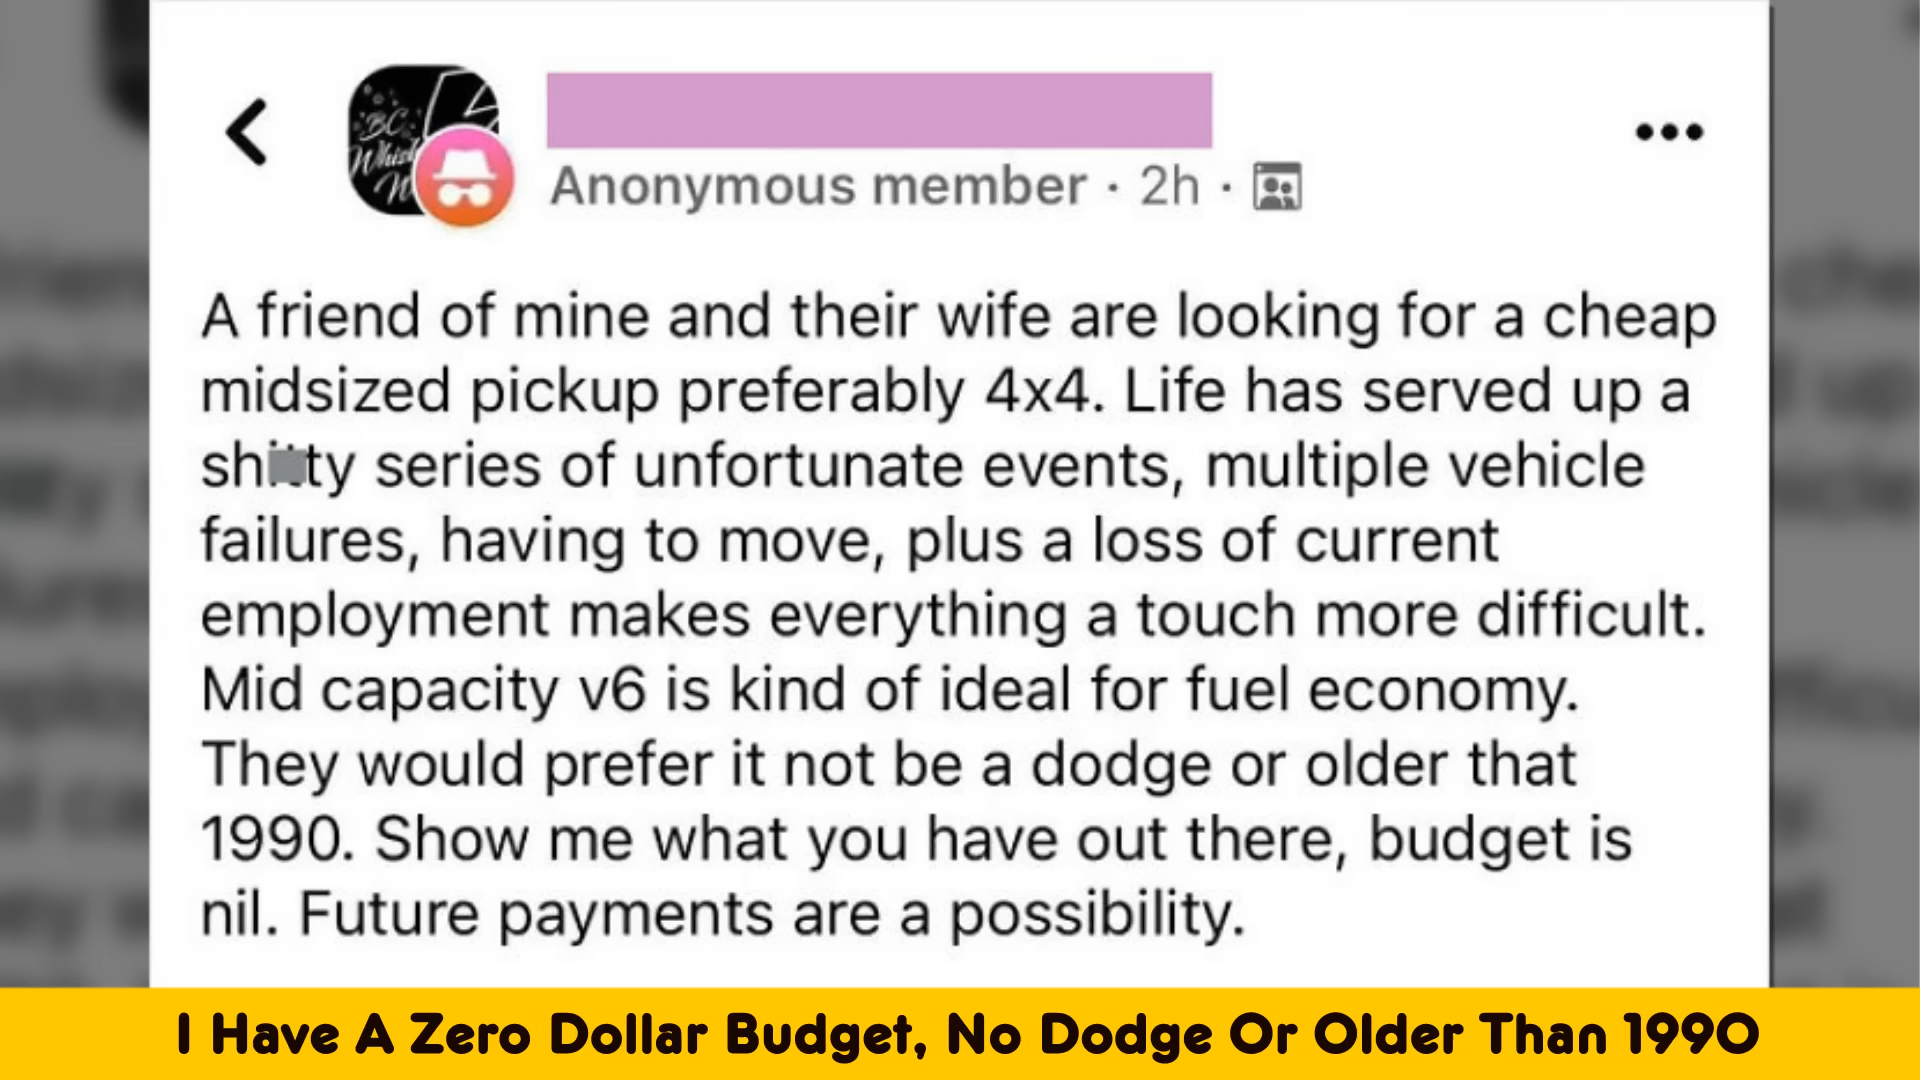 BC
Anonymous member · 2h ·
A friend of mine and their wife are looking for a cheap
midsized pickup preferably 4x4. Life has served up a
shitty series of unfortunate events, multiple vehicle
failures, having to move, plus a loss of current
employment makes everything a touch more difficult.
Mid capacity v6 is kind of ideal for fuel economy.
They would prefer it not be a dodge or older that
1990. Show me what you have out there, budget is
nil. Future payments are a possibility.
I Have A Zero Dollar Budget, No Dodge Or Older Than 1990